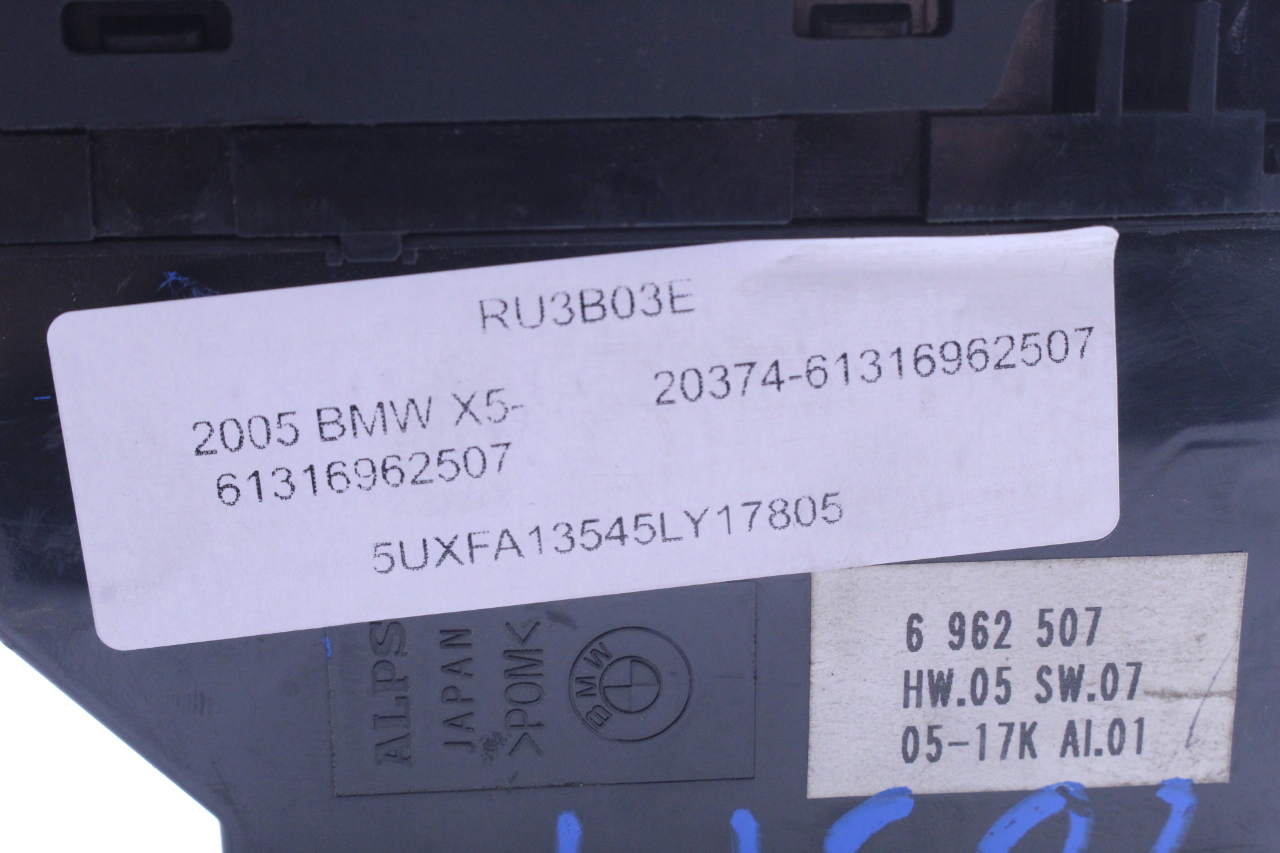 RU3B03E
20374-61316962507
2005 BMW X5-
61316962507
5UXFA13545LY17805
ALPS
JAPAN
>POM<
BMW
6 962 507
HW.05 SW.07
05-17K AI.01